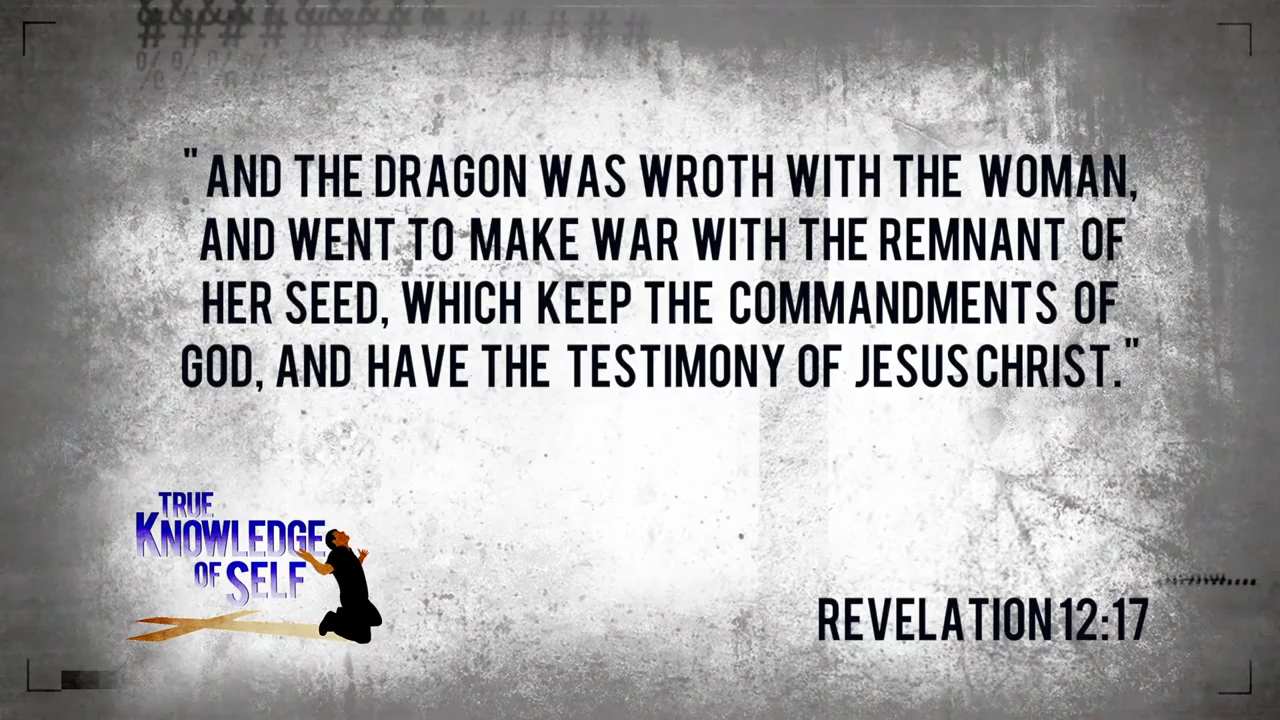 " AND THE DRAGON WAS WROTH WITH THE WOMAN,
AND WENT TO MAKE WAR WITH THE REMNANT OF
HER SEED, WHICH KEEP THE COMMANDMENTS OF
GOD, AND HAVE THE TESTIMONY OF JESUS CHRIST."
TRUE
KNOWLEDGE
OF SELF
REVELATION 12:17